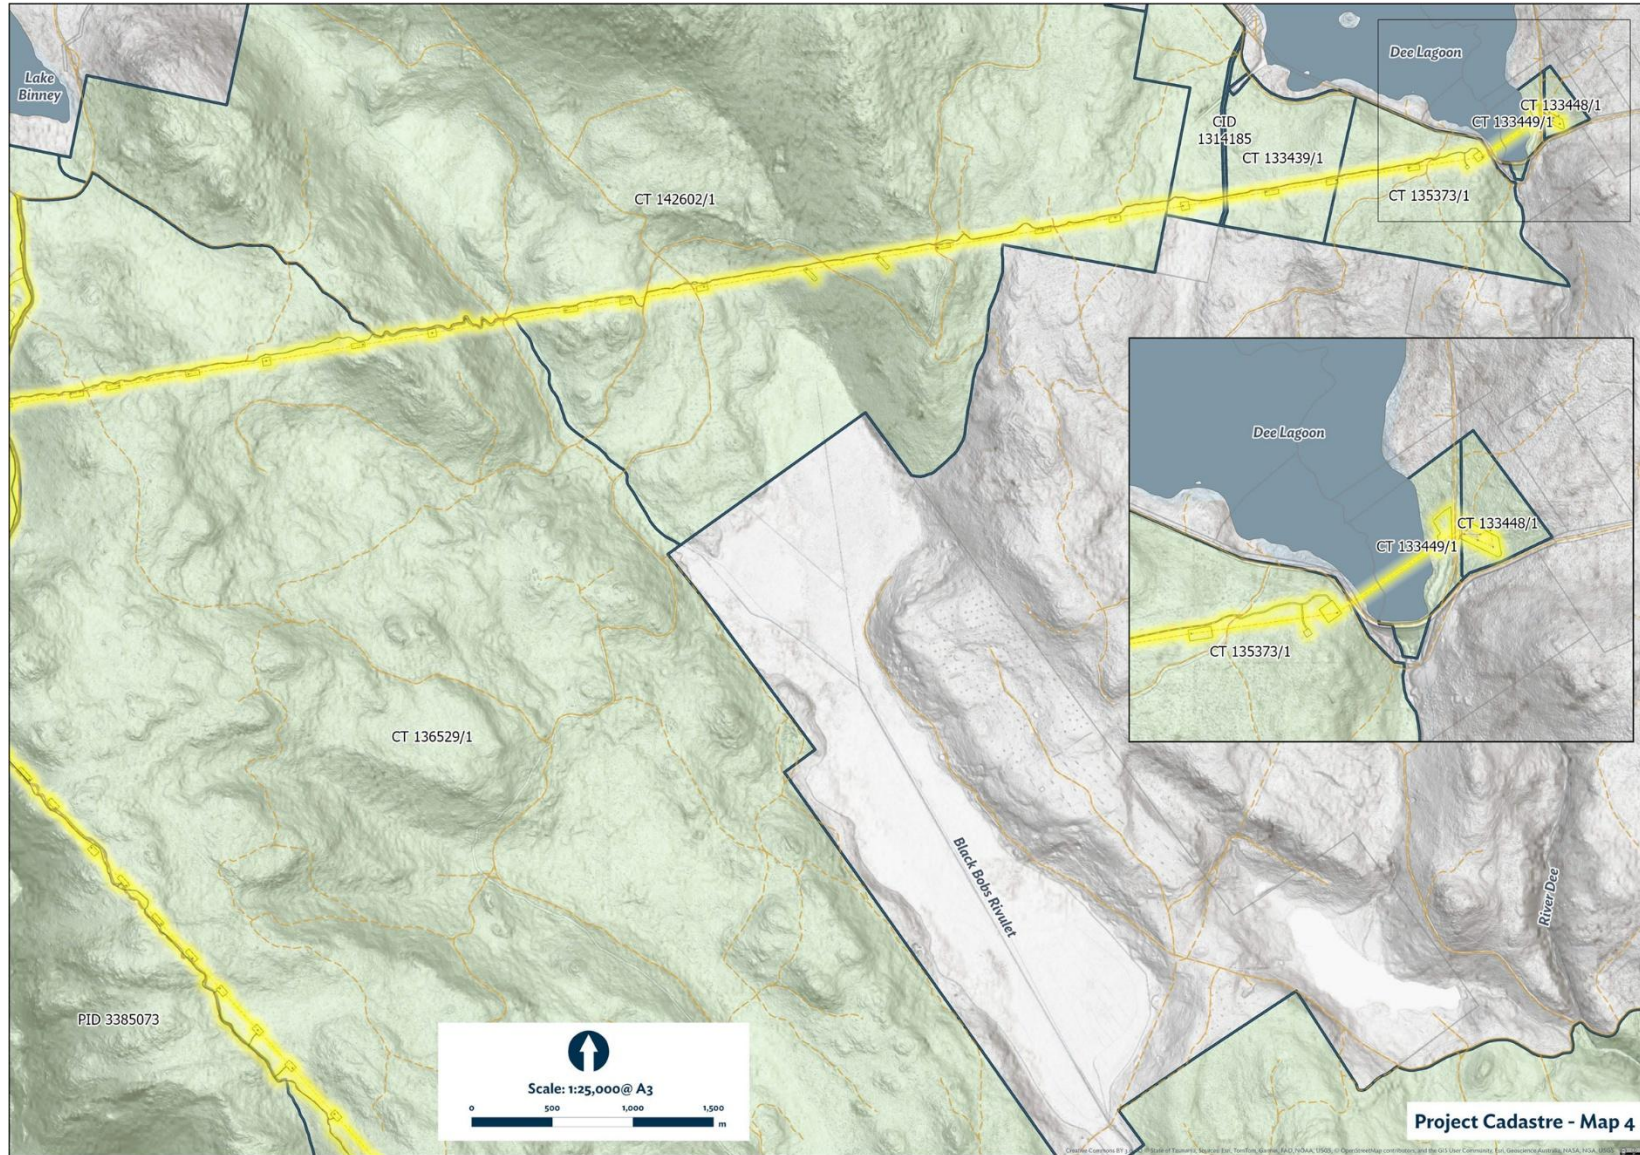 Lake
Binney
Dee Lagoon
CT 133448/1
CT 133449/1
CID
1314185
CT 133439/1
CT 142602/1
CT 135373/1
Dee Lagoon
CT 133448/1
CT 133449/1
CT 135373/1
CT 136529/1
Black Bobs Rivulet
River Dee
PID 3385073
Scale: 1:25,000@ A3
0 500 1,000 1,500
m
Project Cadastre - Map 4